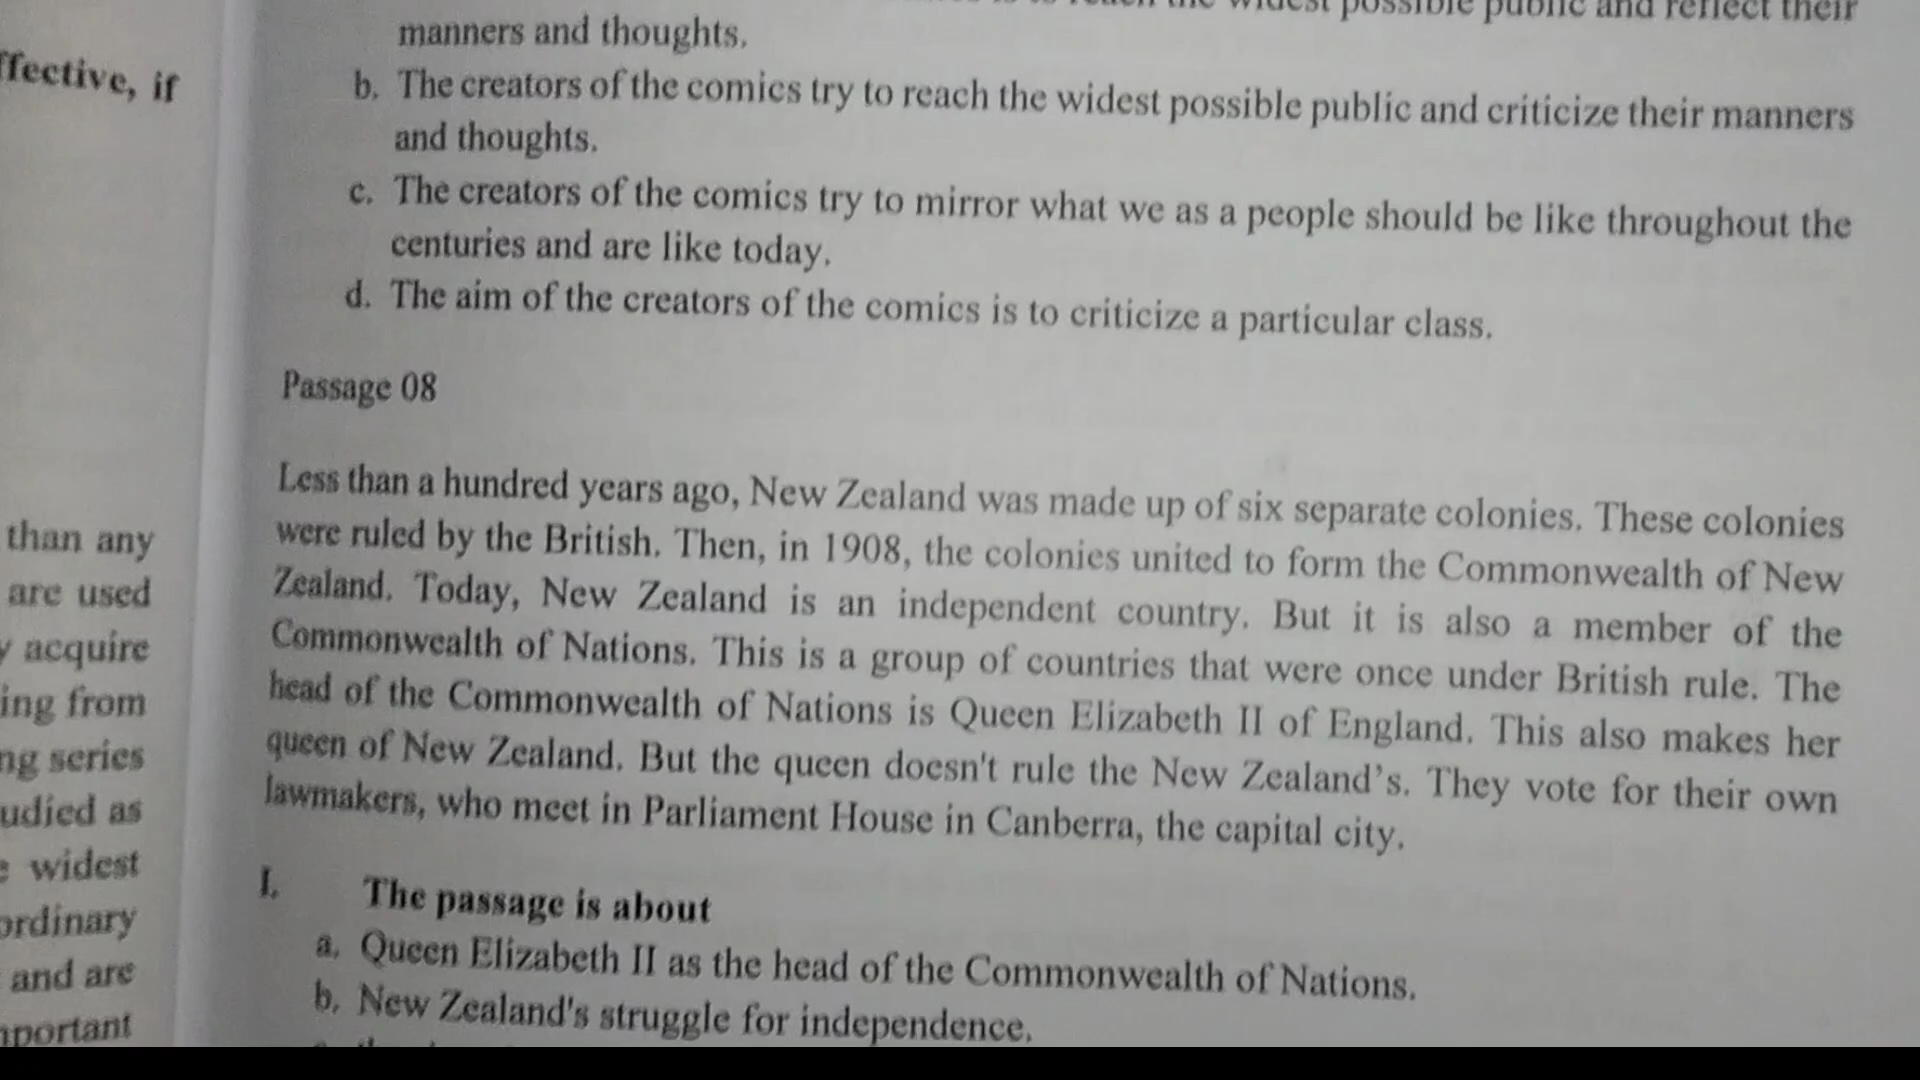 the widest possible public and reflect their
manners and thoughts.
b. The creators of the comics try to reach the widest possible public and criticize their manners
and thoughts.
c. The creators of the comics try to mirror what we as a people should be like throughout the
centuries and are like today.
d. The aim of the creators of the comics is to criticize a particular class.
Passage 08
Less than a hundred years ago, New Zealand was made up of six separate colonies. These colonies
were ruled by the British. Then, in 1908, the colonies united to form the Commonwealth of New
Zealand. Today, New Zealand is an independent country. But it is also a member of the
Commonwealth of Nations. This is a group of countries that were once under British rule. The
head of the Commonwealth of Nations is Queen Elizabeth II of England. This also makes her
queen of New Zealand. But the queen doesn't rule the New Zealand's. They vote for their own
lawmakers, who meet in Parliament House in Canberra, the capital city.
I. The passage is about
a. Queen Elizabeth II as the head of the Commonwealth of Nations.
b. New Zealand's struggle for independence.
ffective, if
than any
are used
y acquire
ing from
ng series
udied as
widest
ordinary
and are
mportant